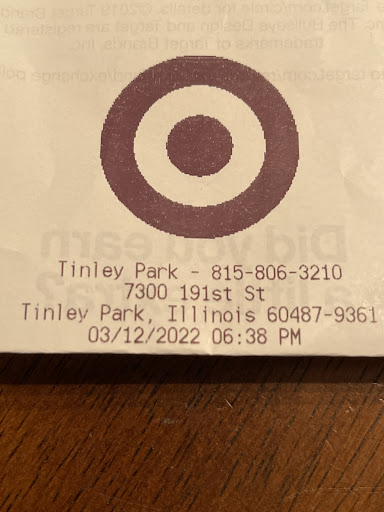 Tinley Park - 815-806-3210
7300 191st St
Tinley Park, Illinois 60487-9361
03/12/2022 06:38 PM